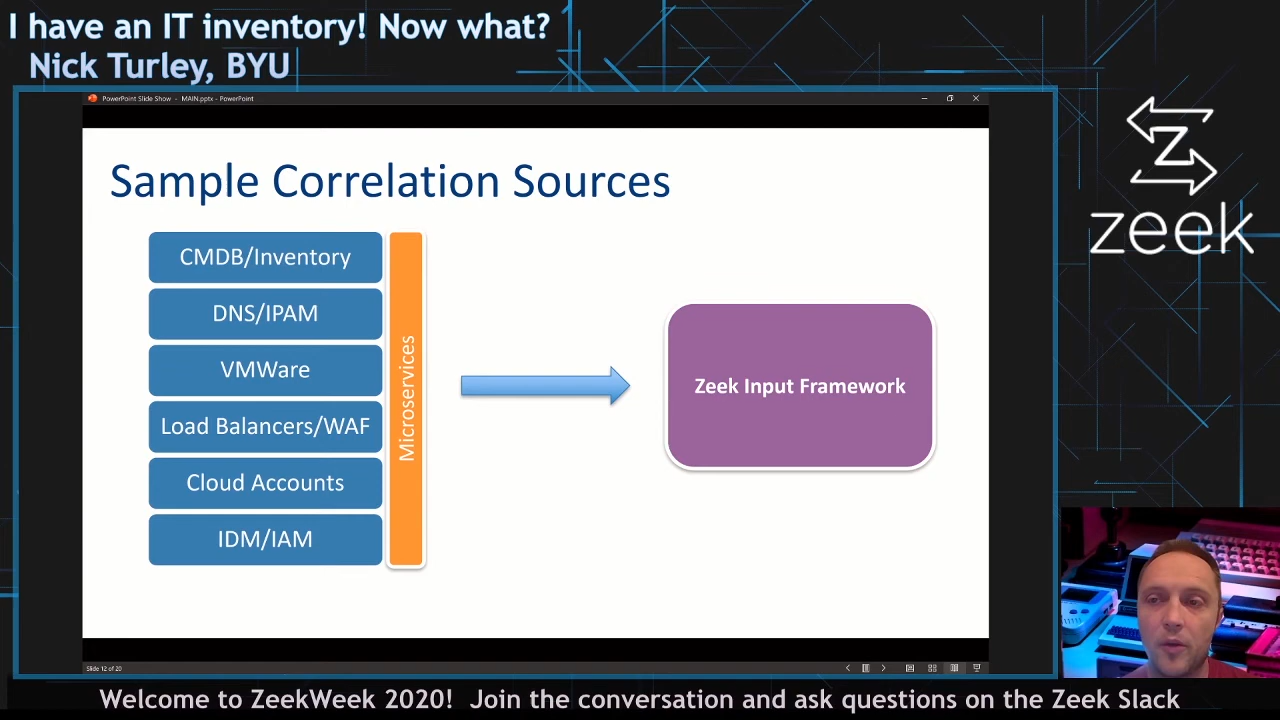 I have an IT inventory! Now what?
Nick Turley, BYU
PowerPoint Slide Show - MAIN.pptx - PowerPoint
Sample Correlation Sources
CMDB/Inventory
DNS/IPAM
VMWare
Load Balancers/WAF
Cloud Accounts
IDM/IAM
Microservices
Zeek Input Framework
Slide 12 of 20
Z
zeek
Welcome to ZeekWeek 2020! Join the conversation and ask questions on the Zeek Slack